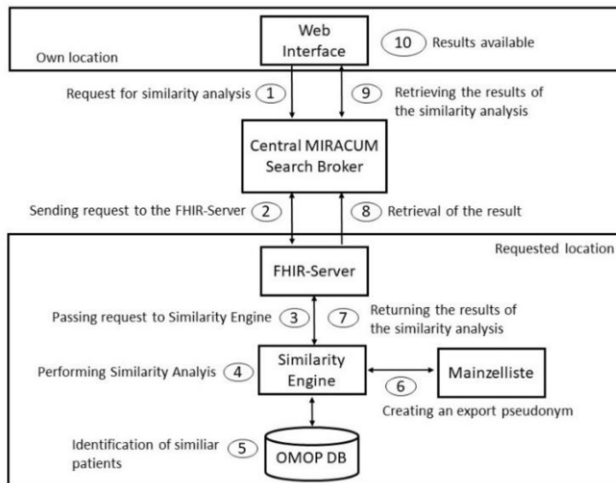 Web
Interface
10
Results available
Own location
Request for similarity analysis
1
9
Retrieving the results of
the similarity analysis
Central MIRACUM
Search Broker
Sending request to the FHIR-Server
2
8
Retrieval of the result
Requested location
FHIR-Server
Passing request to Similarity Engine
3
7
Returning the results of
the similarity analysis
Performing Similarity Analyis
4
Similarity
Engine
6
Mainzelliste
Creating an export pseudonym
Identification of similiar
patients
5
OMOP DB